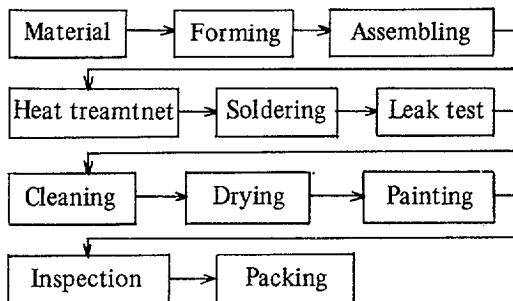 Material Forming Assembling
Heat treamtnet Soldering Leak test
Cleaning Drying Painting
Inspection Packing